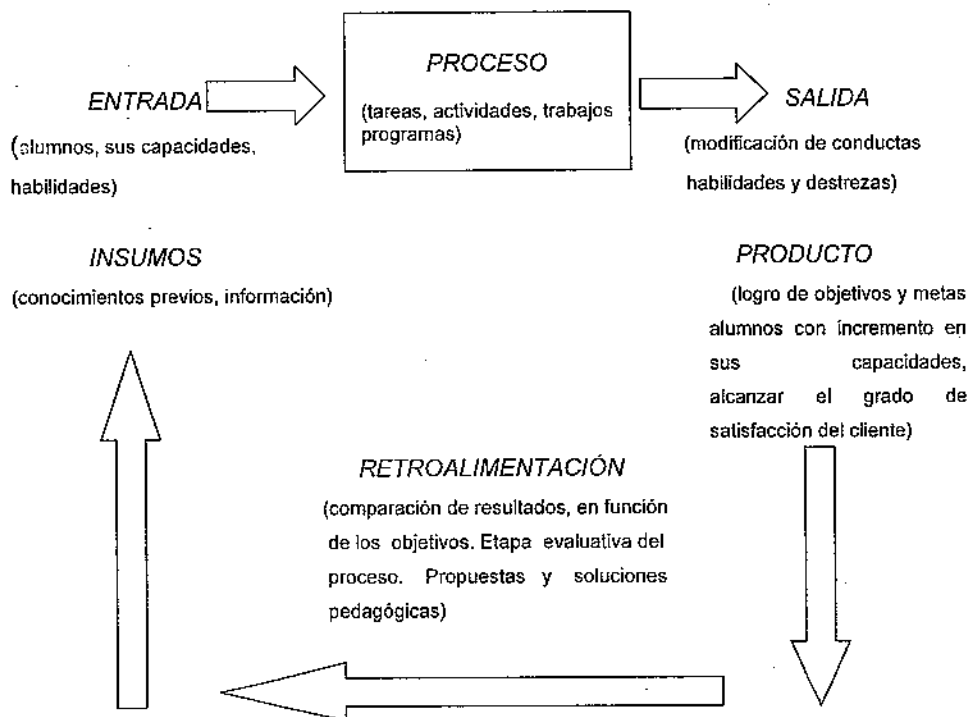 PROCESO
(tareas, actividades, trabajos
programas)
ENTRADA
(alumnos, sus capacidades,
habilidades)
SALIDA
(modificación de conductas
habilidades y destrezas)
INSUMOS
(conocimientos previos, información)
PRODUCTO
(logro de objetivos y metas
alumnos con incremento en
sus capacidades,
alcanzar el grado de
satisfacción del cliente)
RETROALIMENTACIÓN
(comparación de resultados, en función
de los objetivos. Etapa evaluativa del
proceso. Propuestas y soluciones
pedagógicas)